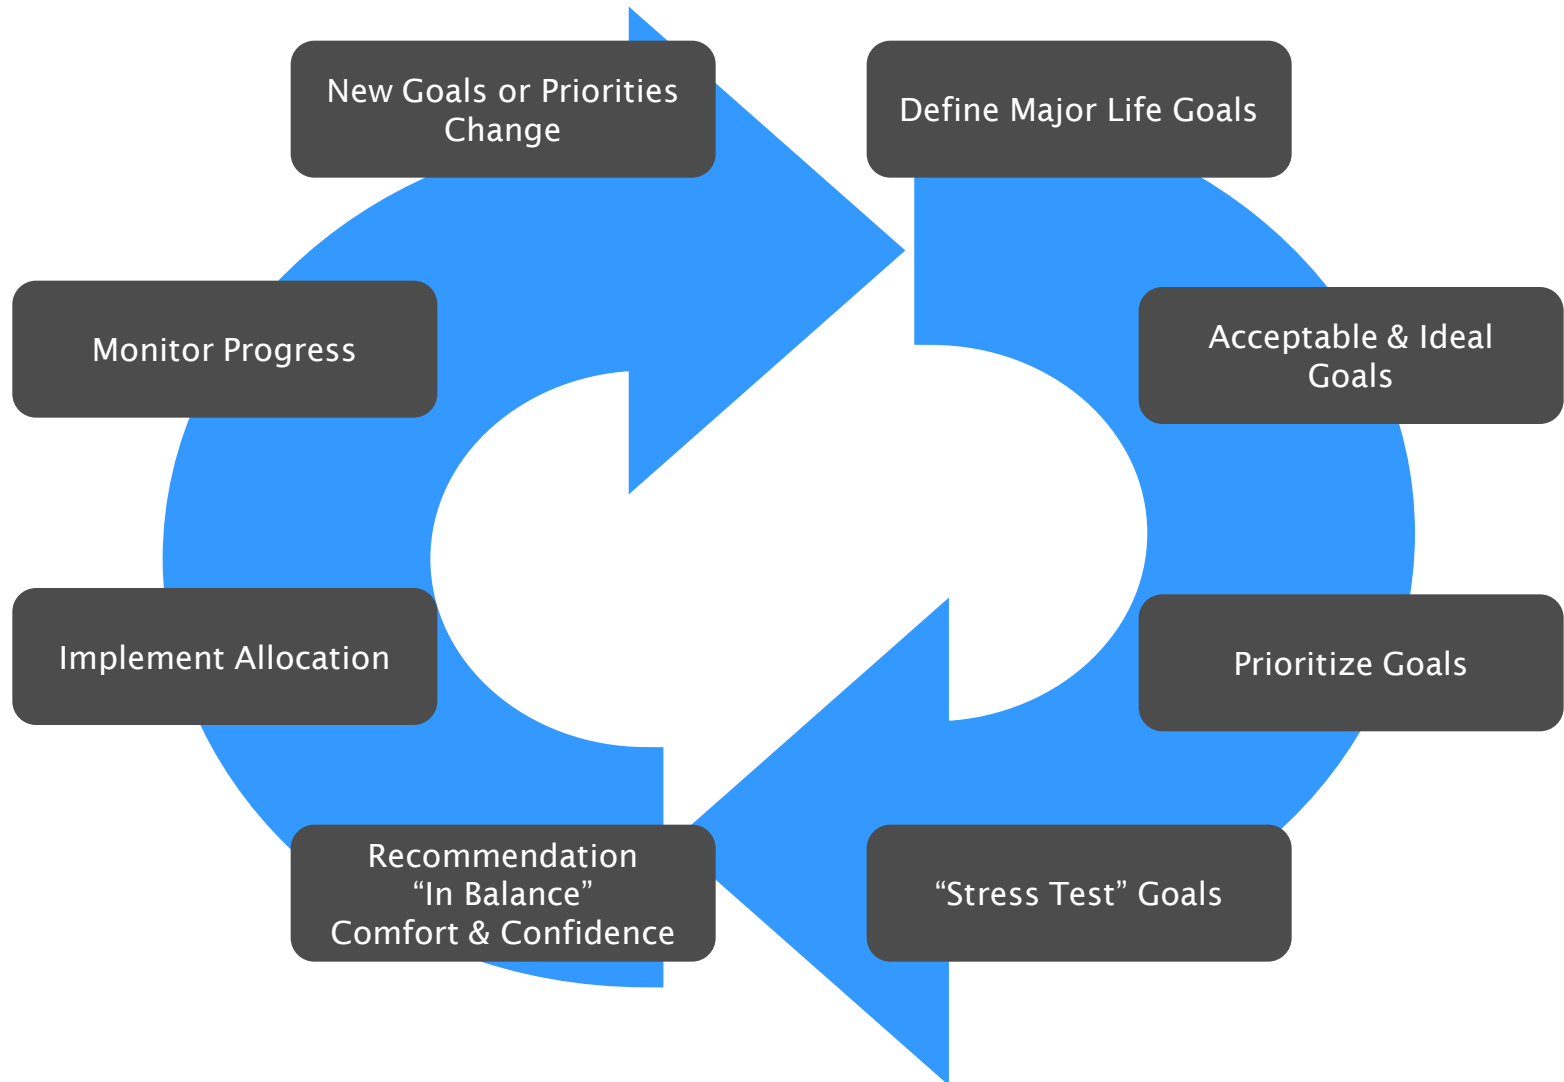 New Goals or Priorities
Change
Define Major Life Goals
Monitor Progress
Acceptable & Ideal
Goals
Implement Allocation
Prioritize Goals
Recommendation
“In Balance”
Comfort & Confidence
“Stress Test” Goals